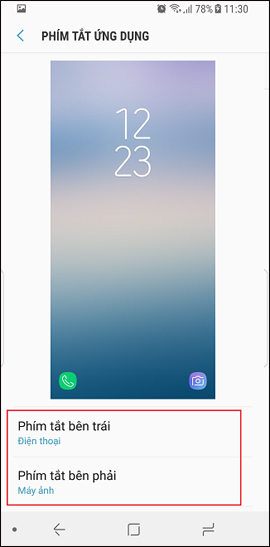 78% 11:30
PHÍM TẮT ỨNG DỤNG
12
23
Phím tắt bên trái
Điện thoại
Phím tắt bên phải
Máy ảnh